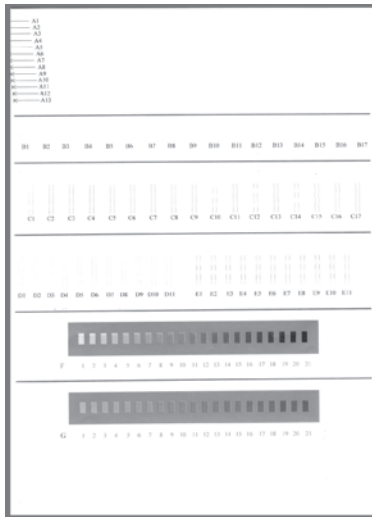 A1
A2
A3
A4
A5
A6
A7
A8
A9
A10
A11
A12
A13
B1 B2 B3 B4 B5 B6 B7 B8 B9 B10 B11 B12 B13 B14 B15 B16 B17
C1 C2 C3 C4 C5 C6 C7 C8 C9 C10 C11 C12 C13 C14 C15 C16 C17
D1 D2 D3 D4 D5 D6 D7 D8 D9 D10 D11 E1 E2 E3 E4 E5 E6 E7 E8 E9 E10 E11
F 1 2 3 4 5 6 7 8 9 10 11 12 13 14 15 16 17 18 19 20 21
G 1 2 3 4 5 6 7 8 9 10 11 12 13 14 15 16 17 18 19 20 21